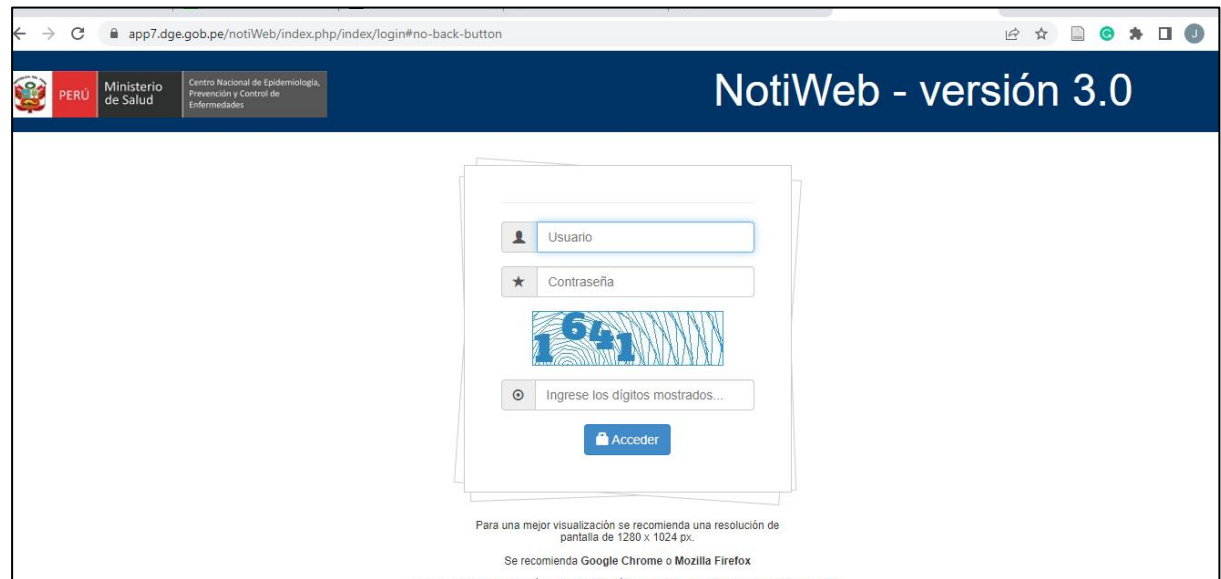 app7.dge.gob.pe/notiWeb/index.php/index/login#no-back-button
J
PERÚ
Ministerio
de Salud
Centro Nacional de Epidemiología,
Prevención y Control de
Enfermedades
NotiWeb - versión 3.0
Usuario
Contraseña
1641
Ingrese los dígitos mostrados...
Acceder
Para una mejor visualización se recomienda una resolución de
pantalla de 1280 x 1024 px.
Se recomienda Google Chrome o Mozilla Firefox